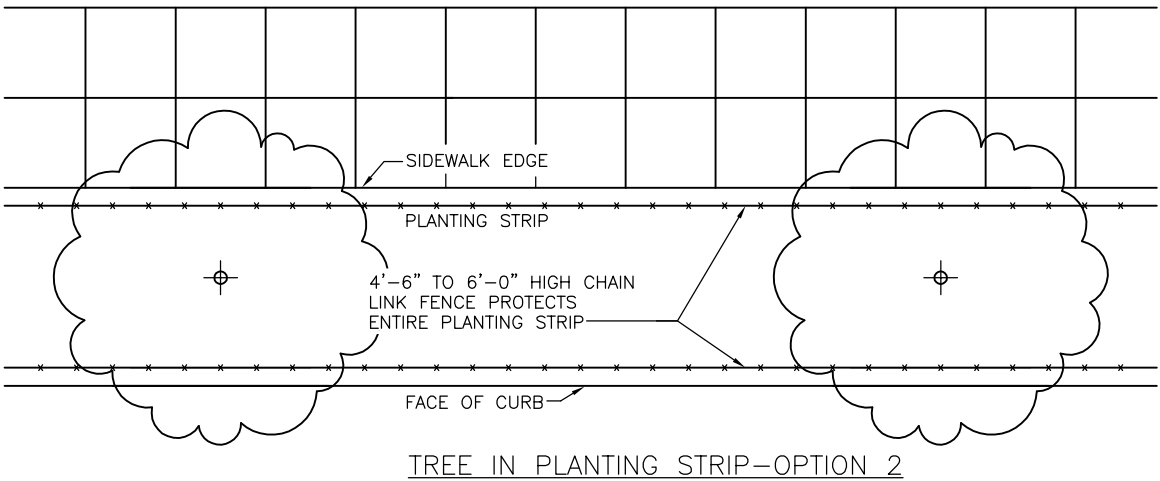 SIDEWALK EDGE
PLANTING STRIP
4'-6" TO 6'-0" HIGH CHAIN
LINK FENCE PROTECTS
ENTIRE PLANTING STRIP
FACE OF CURB
TREE IN PLANTING STRIP-OPTION 2